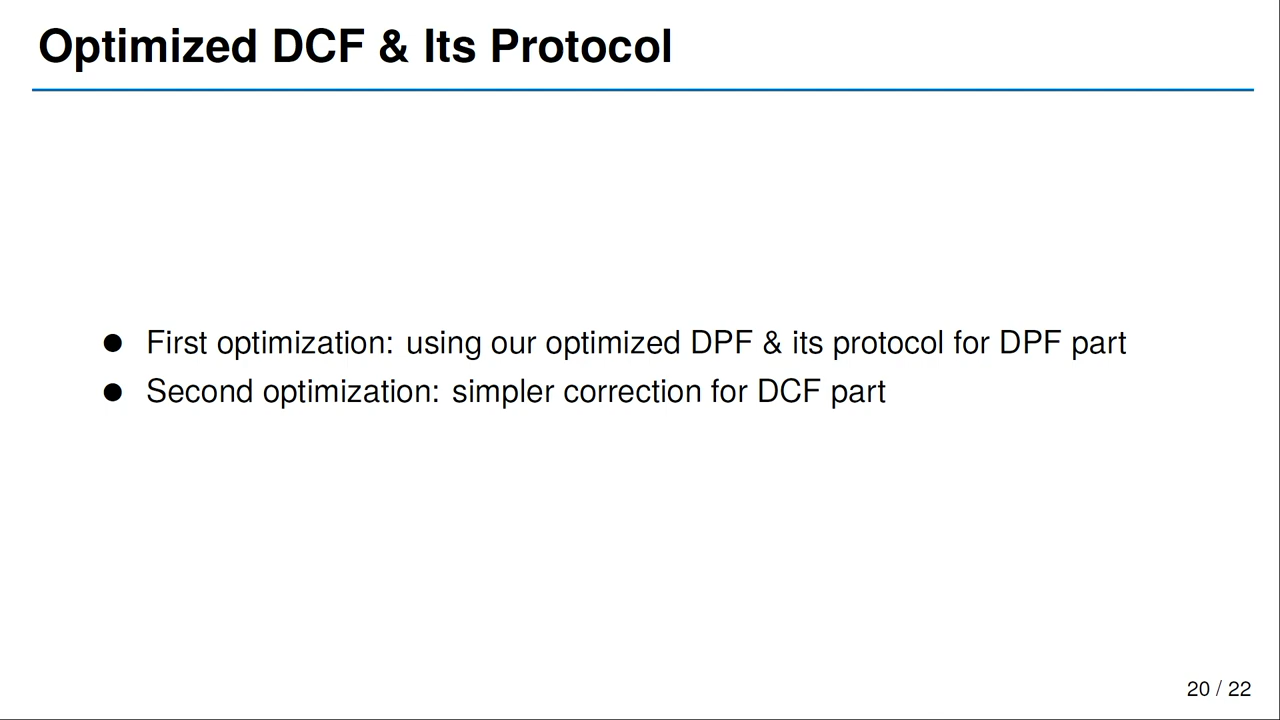 Optimized DCF & Its Protocol
● First optimization: using our optimized DPF & its protocol for DPF part
● Second optimization: simpler correction for DCF part
20 / 22